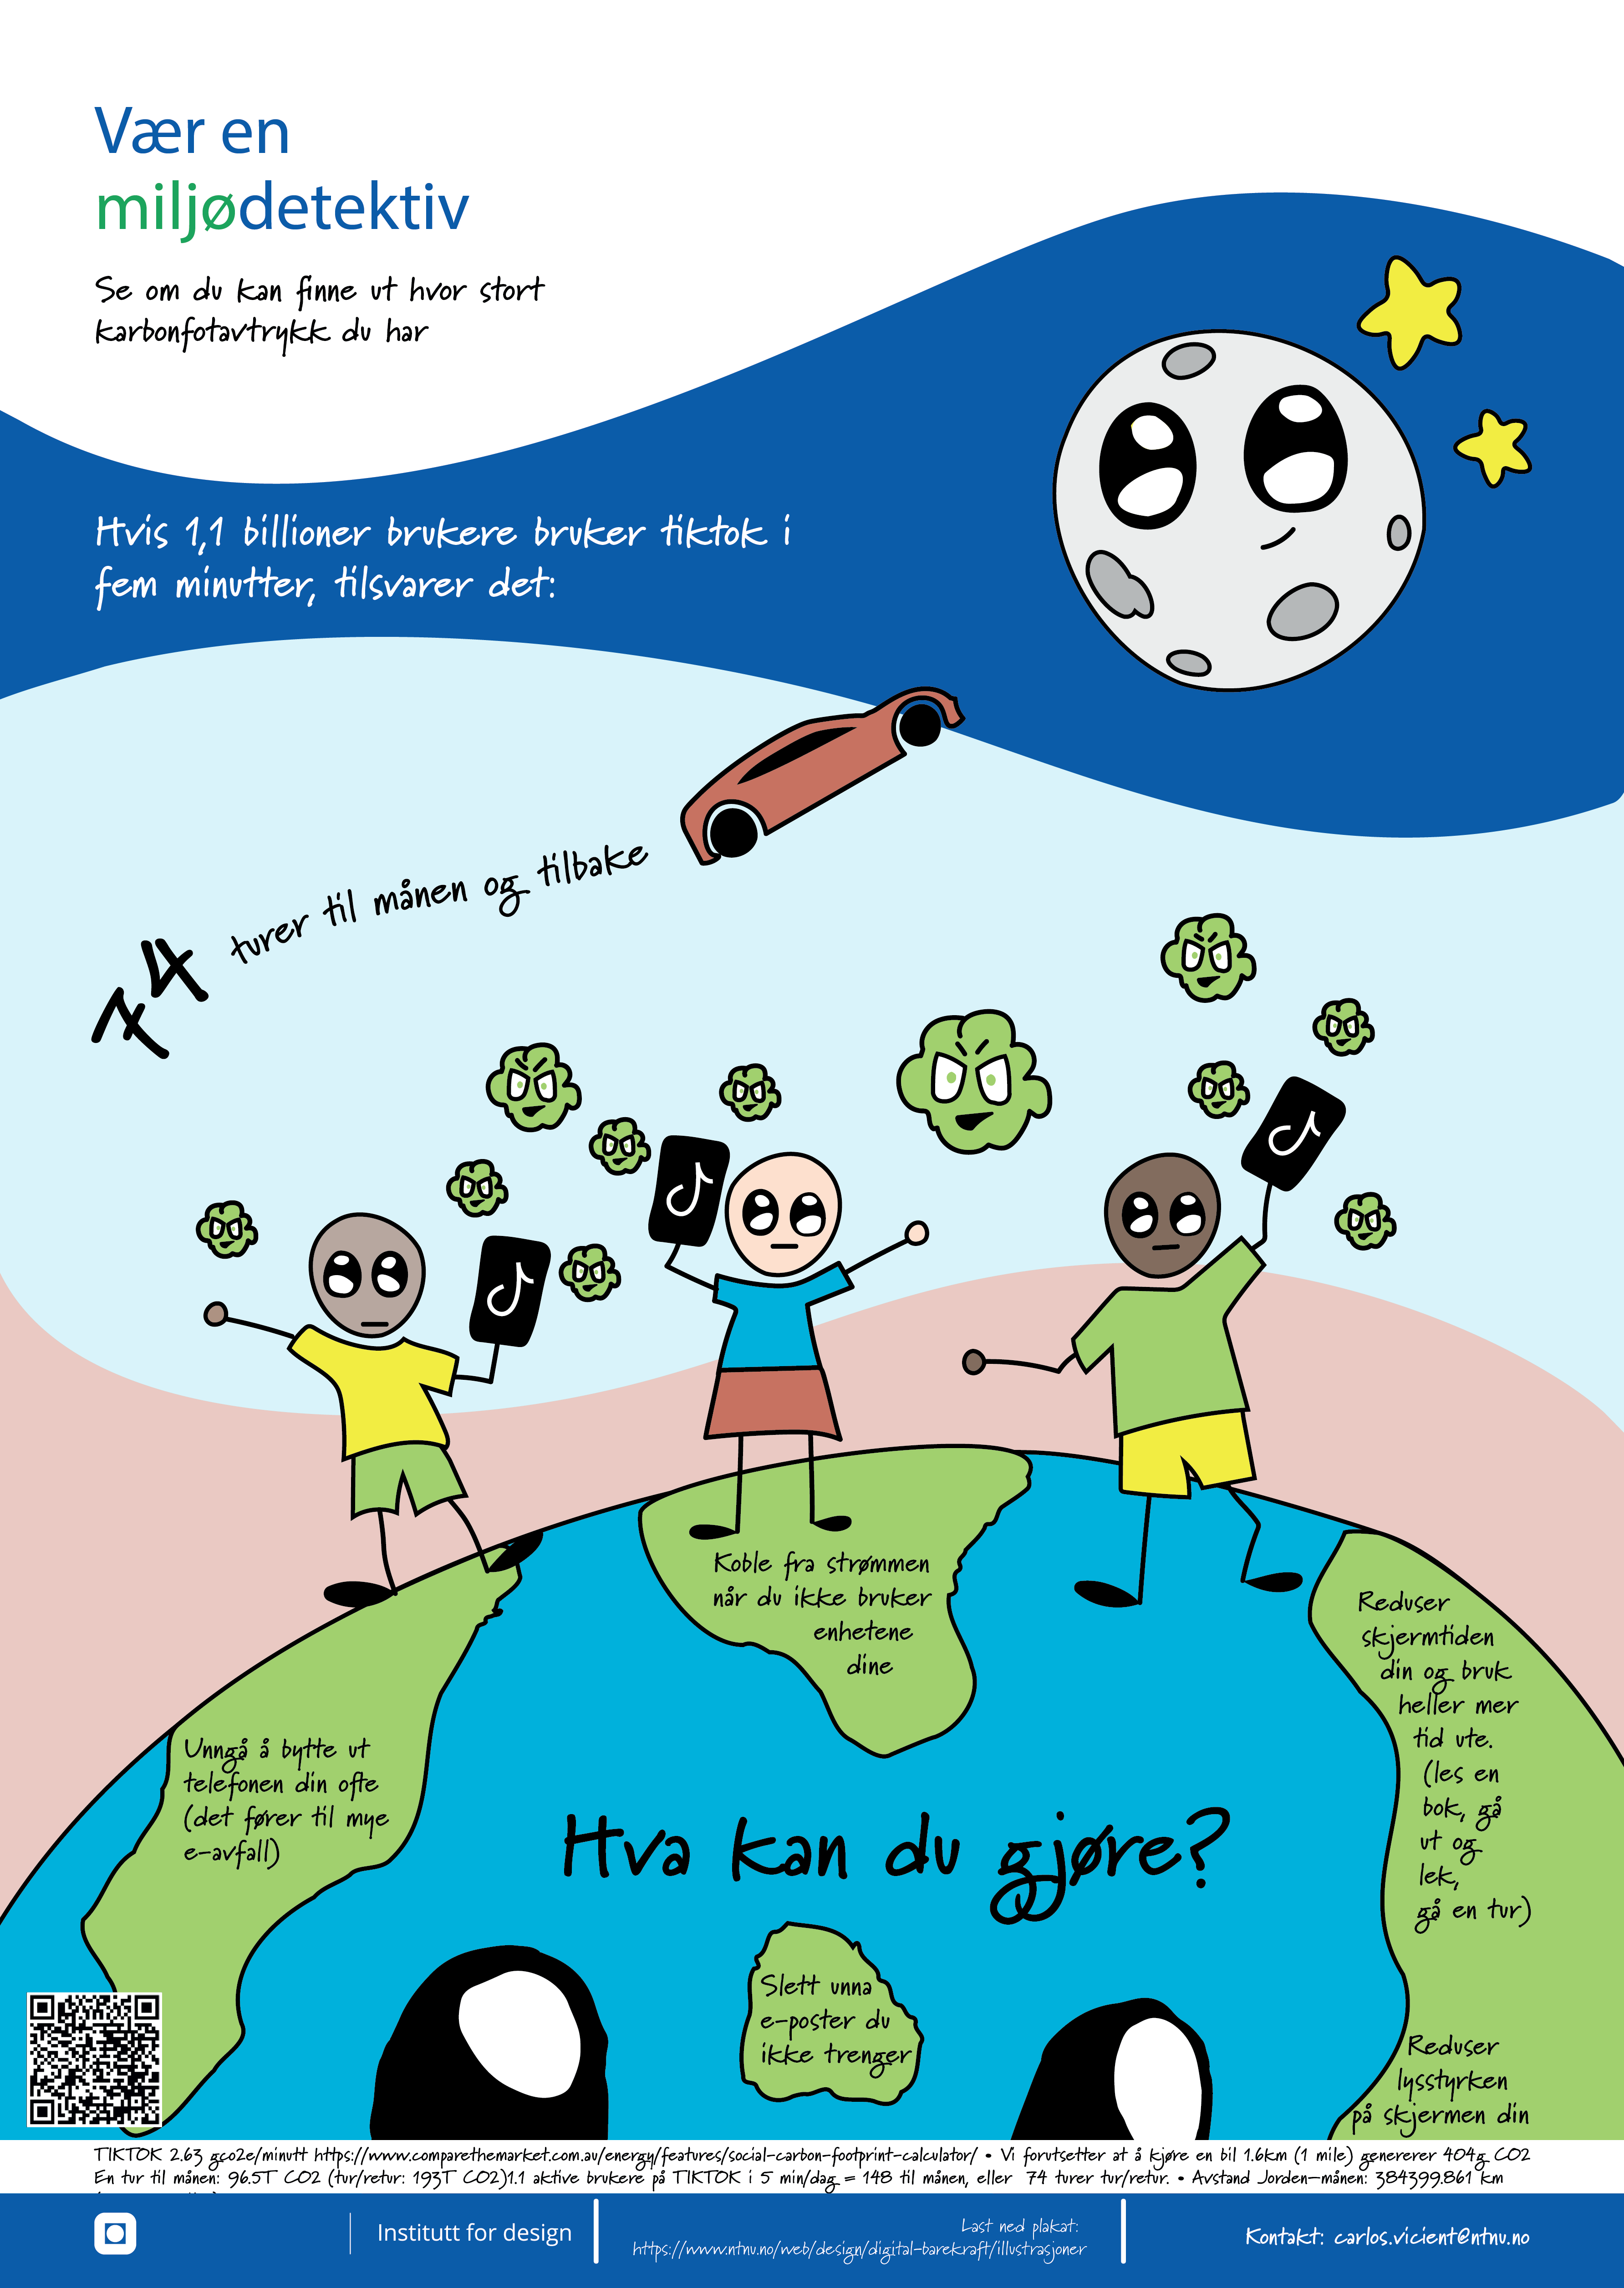 Vær en
miljødetektiv
Se om du kan finne ut hvor stort
karbonfotavtrykk du har
Hvis 1,1 billioner brukere bruker tiktok i
fem minutter, tilsvarer det:
74 turer til månen og tilbake
Koble fra strømmen
når du ikke bruker
enhetene
dine
Reduser
skjermtiden
din og bruk
heller mer
tid ute.
(les en
bok, gå
ut og
lek,
gå en tur)
Unngå å bytte ut
telefonen din ofte
(det fører til mye
e-avfall)
Hva kan du gjøre?
Slett unna
e-poster du
ikke trenger
Reduser
lysstyrken
på skjermen din
TIKTOK 2.63 gco2e/minutt https://www.comparethemarket.com.au/energy/features/social-carbon-footprint-calculator/ • Vi forutsetter at å kjøre en bil 1.6km (1 mile) genererer 404g CO2
En tur til månen: 96.5T CO2 (tur/retur: 193T CO2)1.1 aktive brukere på TIKTOK i 5 min/dag = 148 til månen, eller 74 turer tur/retur. • Avstand Jorden–månen: 384399.861 km
Institutt for design
Last ned plakat:
https://www.ntnu.no/web/design/digital-barekraft/illustrasjoner
Kontakt: carlos.vicient@ntnu.no